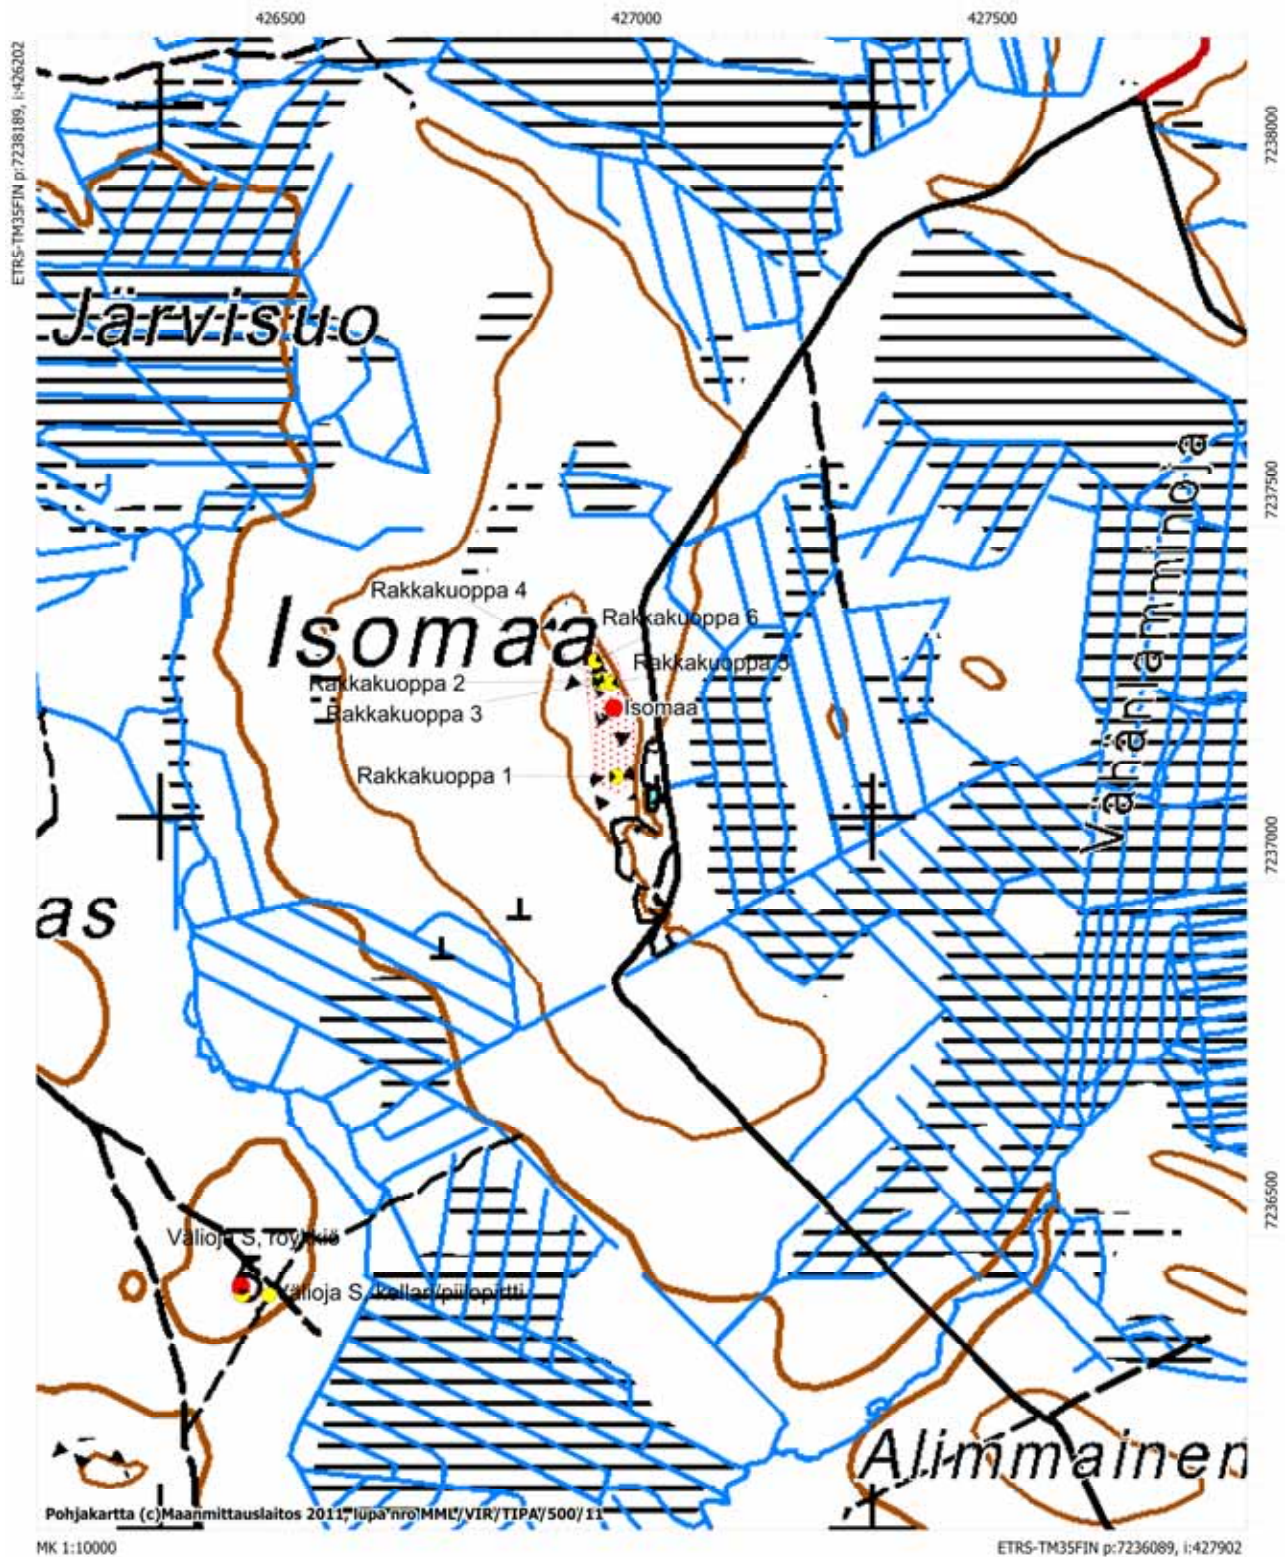 426500 427000 427500
ETRS-TM35FIN p:7238189, i:426202
7238000
Järvisuo
7237500
Vähänlamminoja
Rakkakuoppa 4
Isomaa
Rakkakuoppa 6
Rakkakuoppa 5
Rakkakuoppa 2
Rakkakuoppa 3
Isomaa
Rakkakuoppa 1
7237000
as
7236500
Välioja S, röykkiö
Välioja S, kellari/piilopirtti
Alimmainen
Pohjakartta (c)Maanmittauslaitos 2011, lupa nro MML/VIR/TIPA/500/11
MK 1:10000
ETRS-TM35FIN p:7236089, i:427902